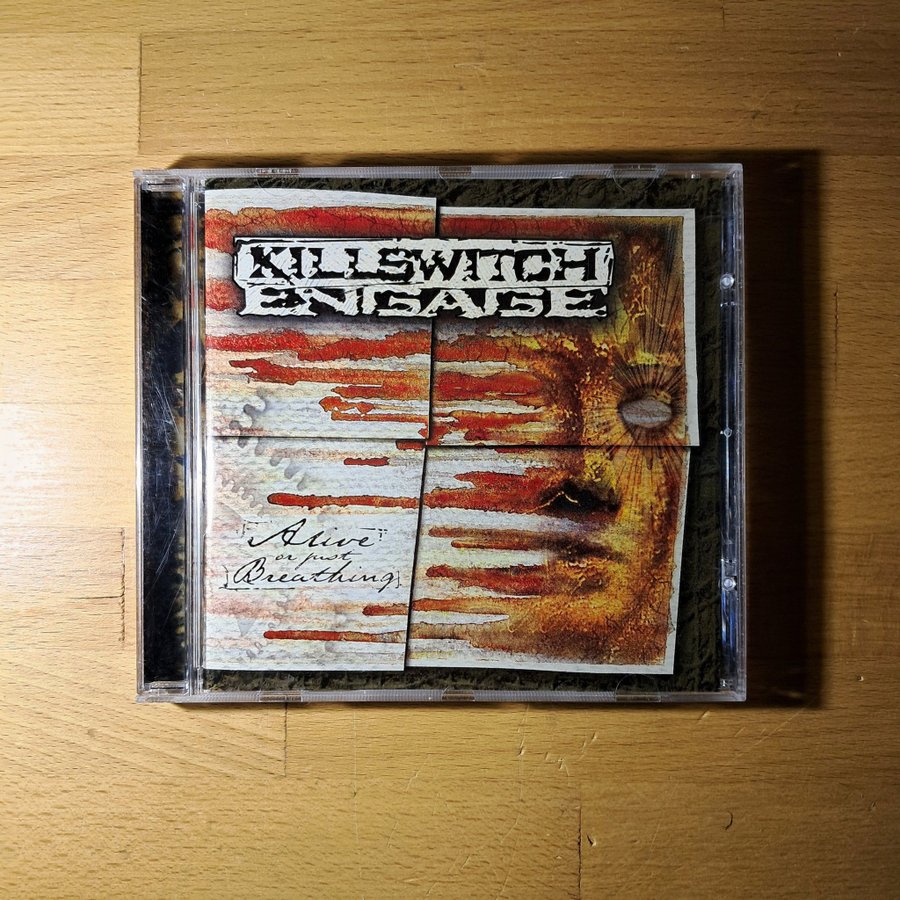 KILLSWITCH
ENGAGE
Alive
or just
Breathing